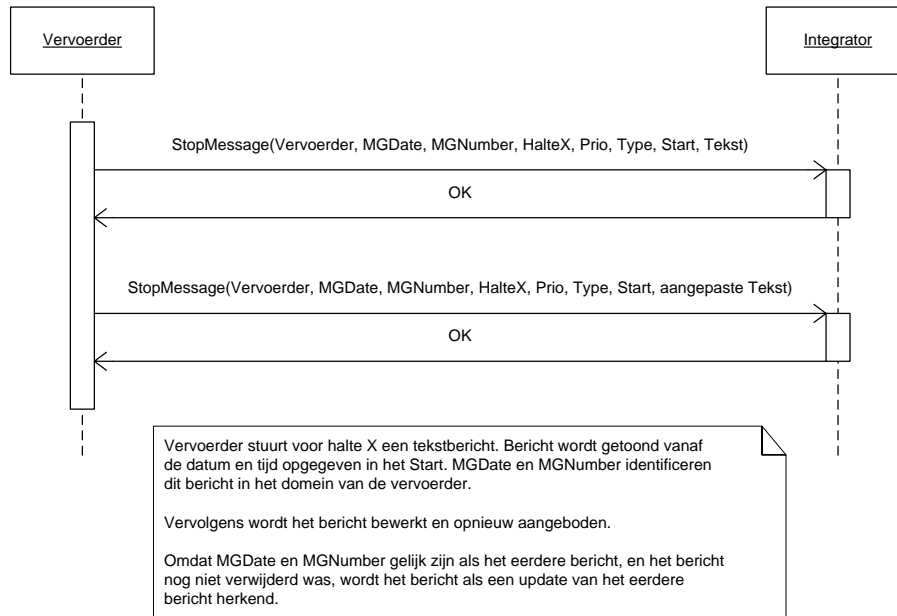 Vervoerder
Integrator
StopMessage(Vervoerder, MGDate, MGNumber, HalteX, Prio, Type, Start, Tekst)
OK
StopMessage(Vervoerder, MGDate, MGNumber, HalteX, Prio, Type, Start, aangepaste Tekst)
OK
Vervoerder stuurt voor halte X een tekstbericht. Bericht wordt getoond vanaf
de datum en tijd opgegeven in het Start. MGDate en MGNumber identificeren
dit bericht in het domein van de vervoerder.
Vervolgens wordt het bericht bewerkt en opnieuw aangeboden.
Omdat MGDate en MGNumber gelijk zijn als het eerdere bericht, en het bericht
nog niet verwijderd was, wordt het bericht als een update van het eerdere
bericht herkend.